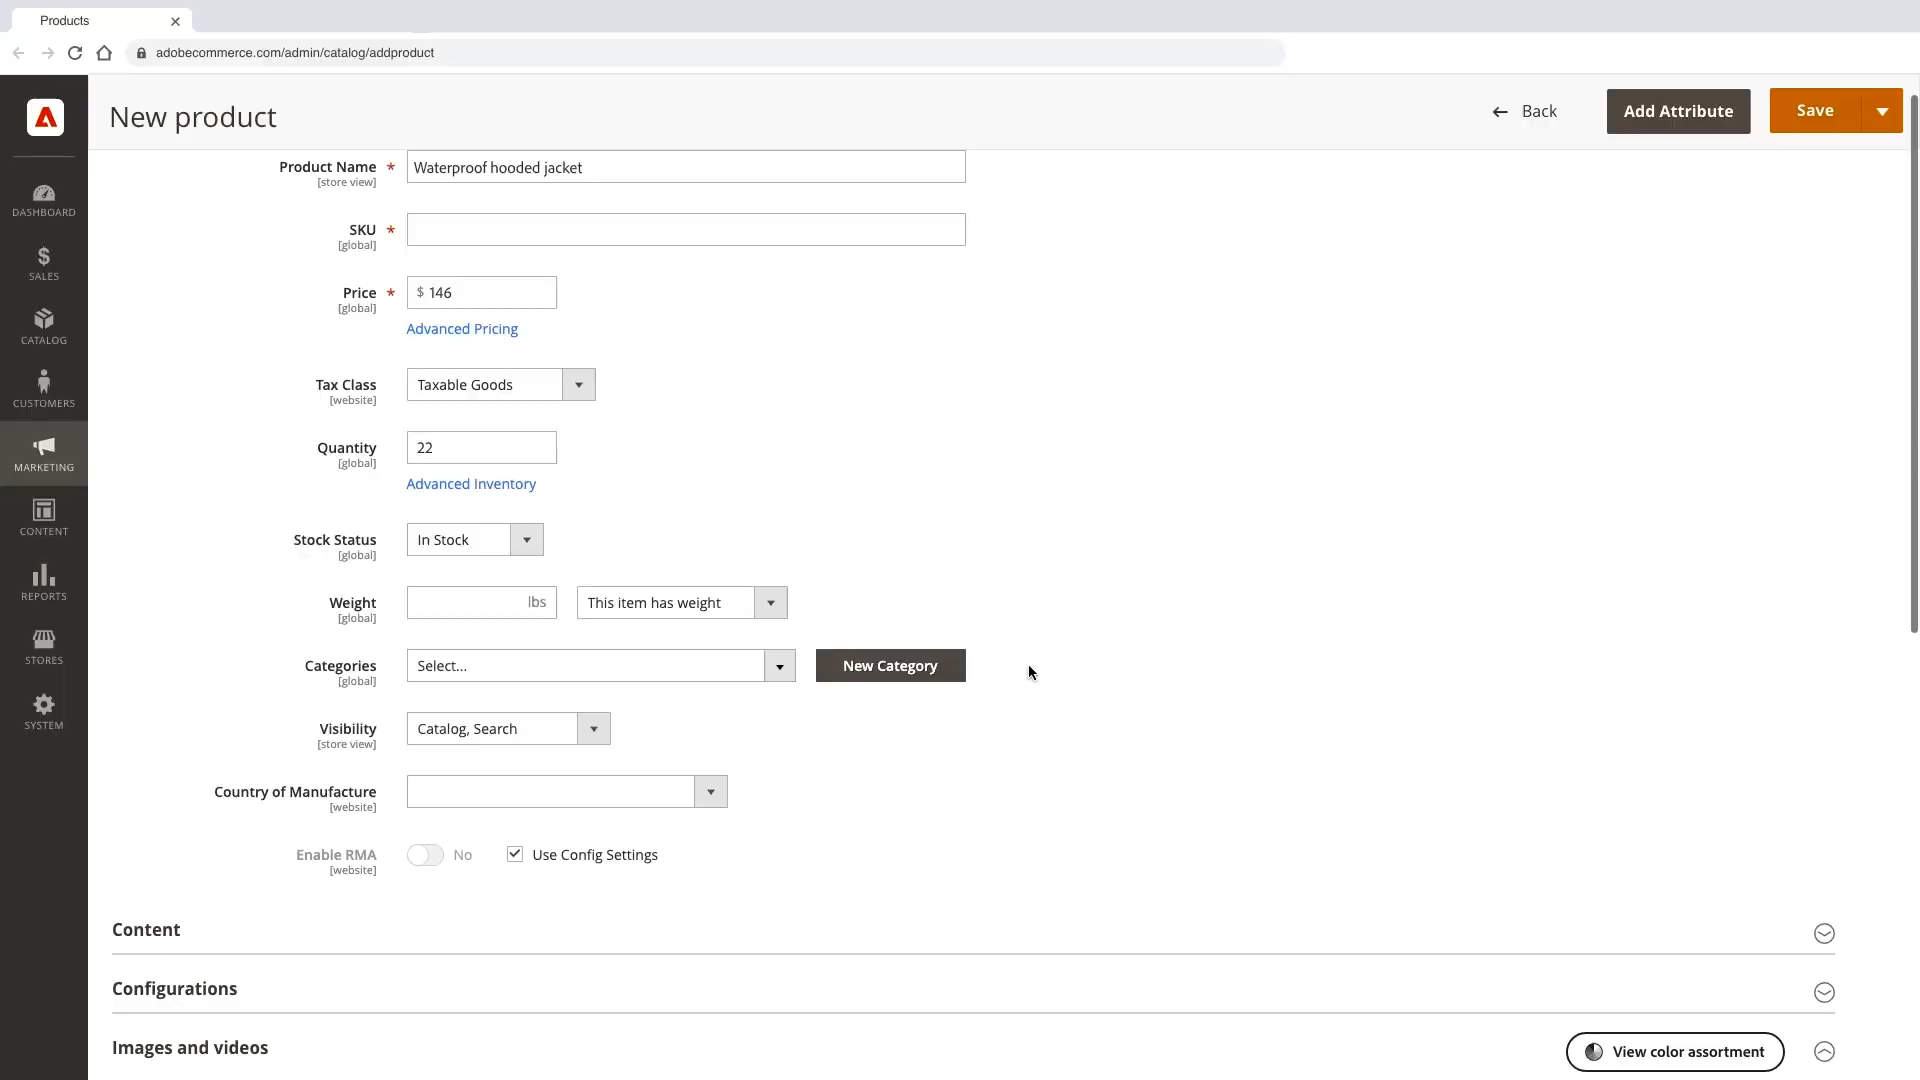 Products
adobecommerce.com/admin/catalog/addproduct
New product
Back
Add Attribute
Save
DASHBOARD
SALES
CATALOG
CUSTOMERS
MARKETING
CONTENT
REPORTS
STORES
SYSTEM
Product Name *
[store view]
Waterproof hooded jacket
SKU *
[global]
Price *
[global]
$ 146
Advanced Pricing
Tax Class
[website]
Taxable Goods
Quantity
[global]
22
Advanced Inventory
Stock Status
[global]
In Stock
Weight
[global]
lbs
This item has weight
Categories
[global]
Select...
New Category
Visibility
[store view]
Catalog, Search
Country of Manufacture
[website]
Enable RMA
[website]
No
Use Config Settings
Content
Configurations
Images and videos
View color assortment